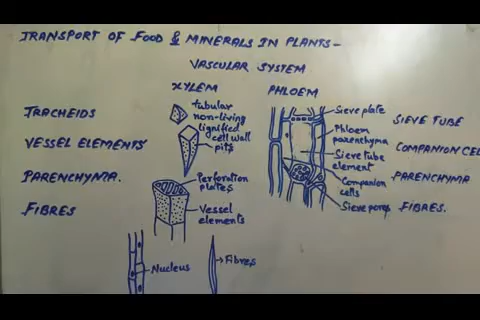 TRANSPORT OF FOOD & MINERALS IN PLANTS-
VASCULAR SYSTEM
XYLEM
PHLOEM
TRACHEIDS
VESSEL ELEMENTS
PARENCHYMA.
FIBRES
tubular
non-living
lignified
cell wall
pits
Perforation
plates
Vessel
elements
Nucleus
Fibres
Sieve plate
Phloem
parenchyma
Sieve tube
element
Companion
cells
Sieve pores
SIEVE TUBE
COMPANION CEL
PARENCHYMA
FIBRES.